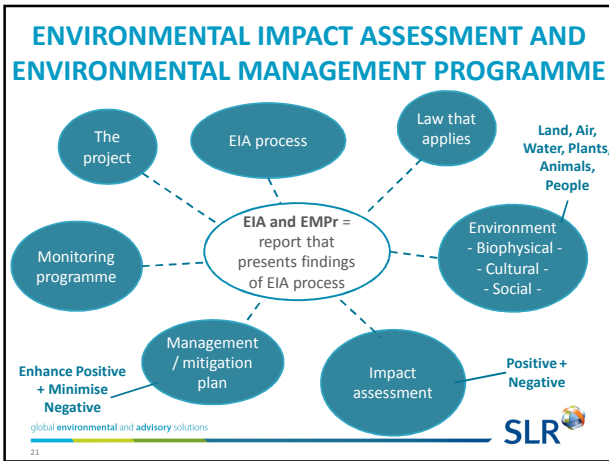 ENVIRONMENTAL IMPACT ASSESSMENT AND
ENVIRONMENTAL MANAGEMENT PROGRAMME
The
project
EIA process
Law that
applies
Land, Air,
Water, Plants,
Animals,
People
EIA and EMPr =
report that
presents findings
of EIA process
Environment
- Biophysical -
- Cultural -
- Social -
Monitoring
programme
Management
/ mitigation
plan
Enhance Positive
+ Minimise
Negative
Impact
assessment
Positive +
Negative
global environmental and advisory solutions
SLR
21